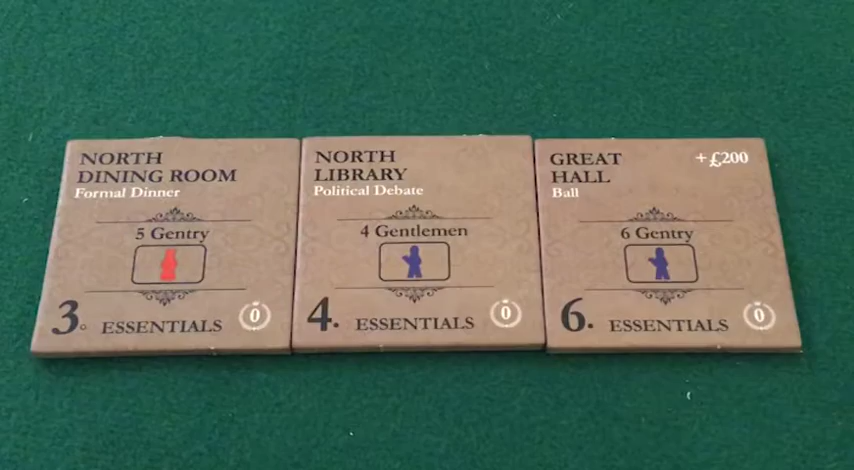 NORTH
DINING ROOM
Formal Dinner
5 Gentry
3.
ESSENTIALS
0
NORTH
LIBRARY
Political Debate
4 Gentlemen
4.
ESSENTIALS
0
GREAT
HALL
+£200
Ball
6 Gentry
6.
ESSENTIALS
0